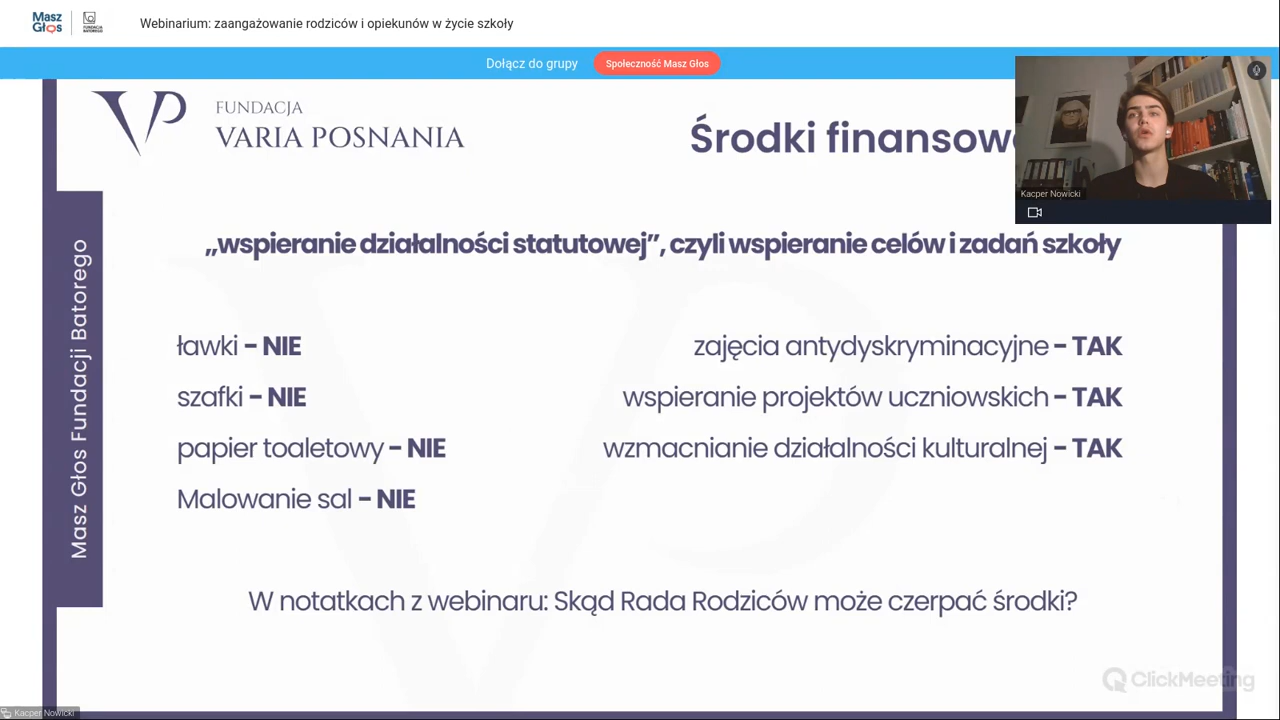 Masz
Głos
FUNDACJA
BATOREGO
Webinarium: zaangażowanie rodziców i opiekunów w życie szkoły
Dołącz do grupy
Społeczność Masz Głos
FUNDACJA
VARIA POSNANIA
Środki finansow
Kacper Nowicki
Masz Głos Fundacji Batorego
„wspieranie działalności statutowej”, czyli wspieranie celów i zadań szkoły
ławki – NIE
szafki – NIE
papier toaletowy – NIE
Malowanie sal – NIE
zajęcia antydyskryminacyjne – TAK
wspieranie projektów uczniowskich – TAK
wzmacnianie działalności kulturalnej – TAK
W notatkach z webinaru: Skąd Rada Rodziców może czerpać środki?
ClickMeeting
Kacper Nowicki